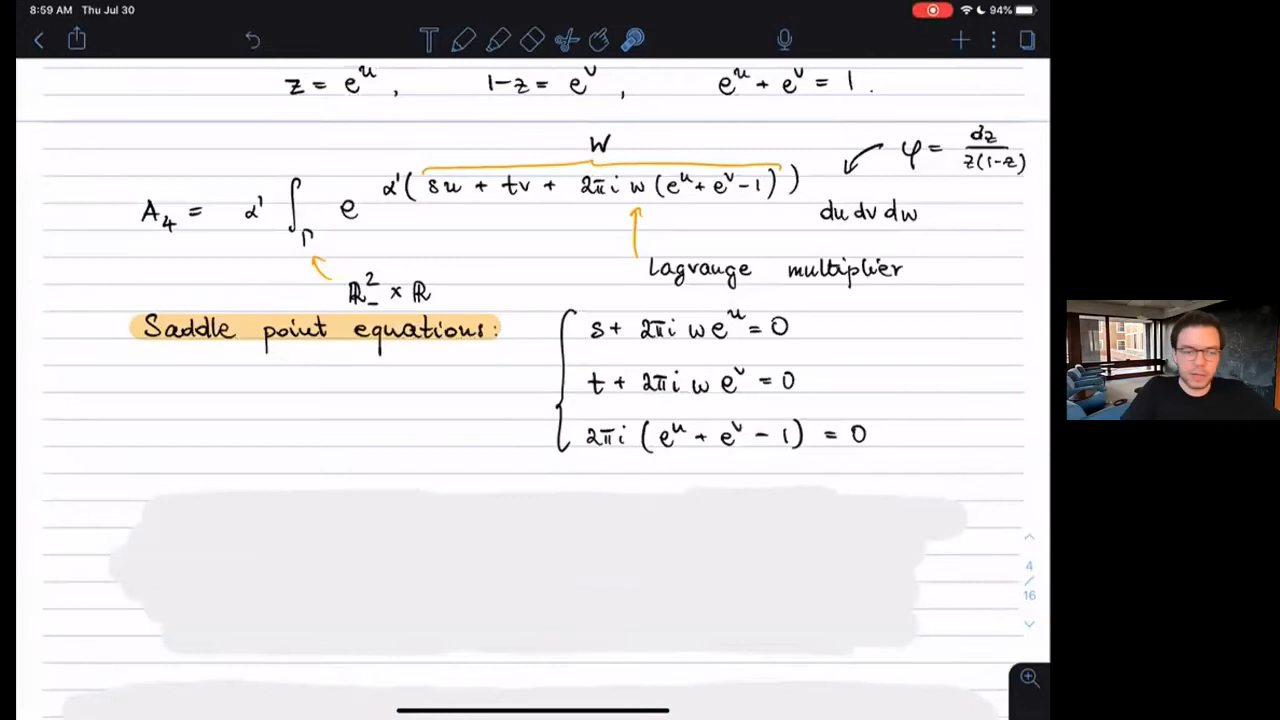 8:59 AM Thu Jul 30
94%
z = e^u, 1-z = e^v, e^u + e^v = 1.
W
φ = dz/z(1-z)
A_4 = α' ∫_Γ e^{α'(su + tv + 2πi w (e^u + e^v - 1))} du dv dw
Lagrange multiplier
ℝ_-^2 × ℝ
Saddle point equations:
s + 2πi w e^u = 0
t + 2πi w e^v = 0
2πi (e^u + e^v - 1) = 0
4
/
16